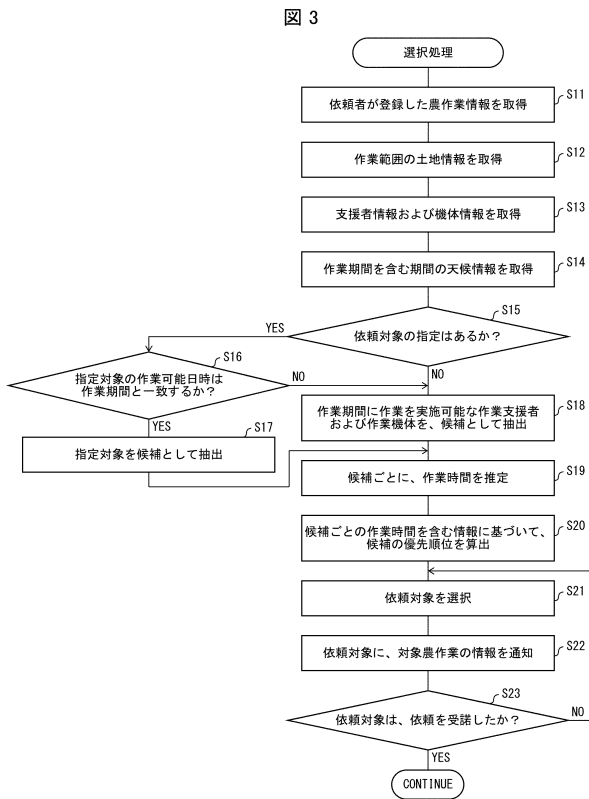 図 3
選択処理
S11
依頼者が登録した農作業情報を取得
S12
作業範囲の土地情報を取得
S13
支援者情報および機体情報を取得
S14
作業期間を含む期間の天候情報を取得
S15
依頼対象の指定はあるか？
YES
NO
S16
指定対象の作業可能日時は
作業期間と一致するか？
NO
YES
S17
指定対象を候補として抽出
S18
作業期間に作業を実施可能な作業支援者
および作業機体を、候補として抽出
S19
候補ごとに、作業時間を推定
S20
候補ごとの作業時間を含む情報に基づいて、
候補の優先順位を算出
S21
依頼対象を選択
S22
依頼対象に、対象農作業の情報を通知
S23
依頼対象は、依頼を受諾したか？
NO
YES
CONTINUE